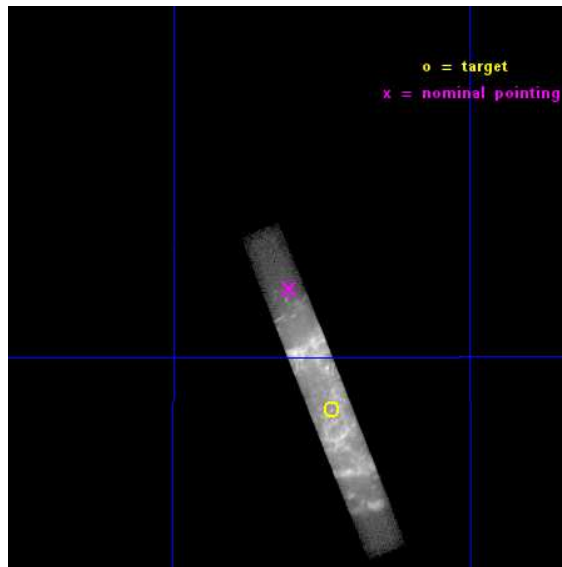 o = target
x = nominal pointing